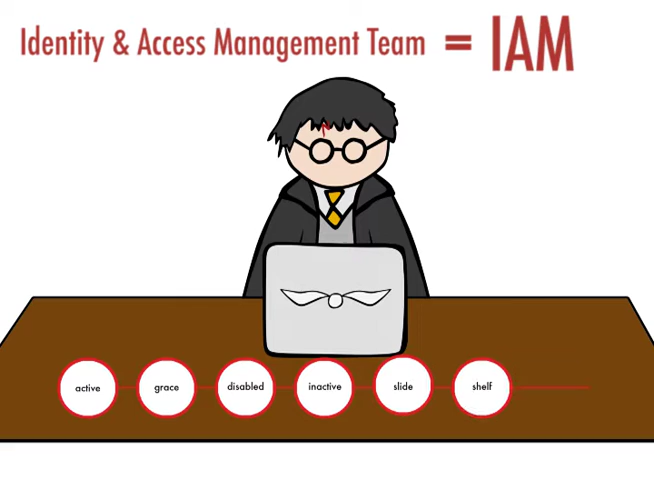 Identity & Access Management Team = IAM
active grace disabled inactive slide shelf